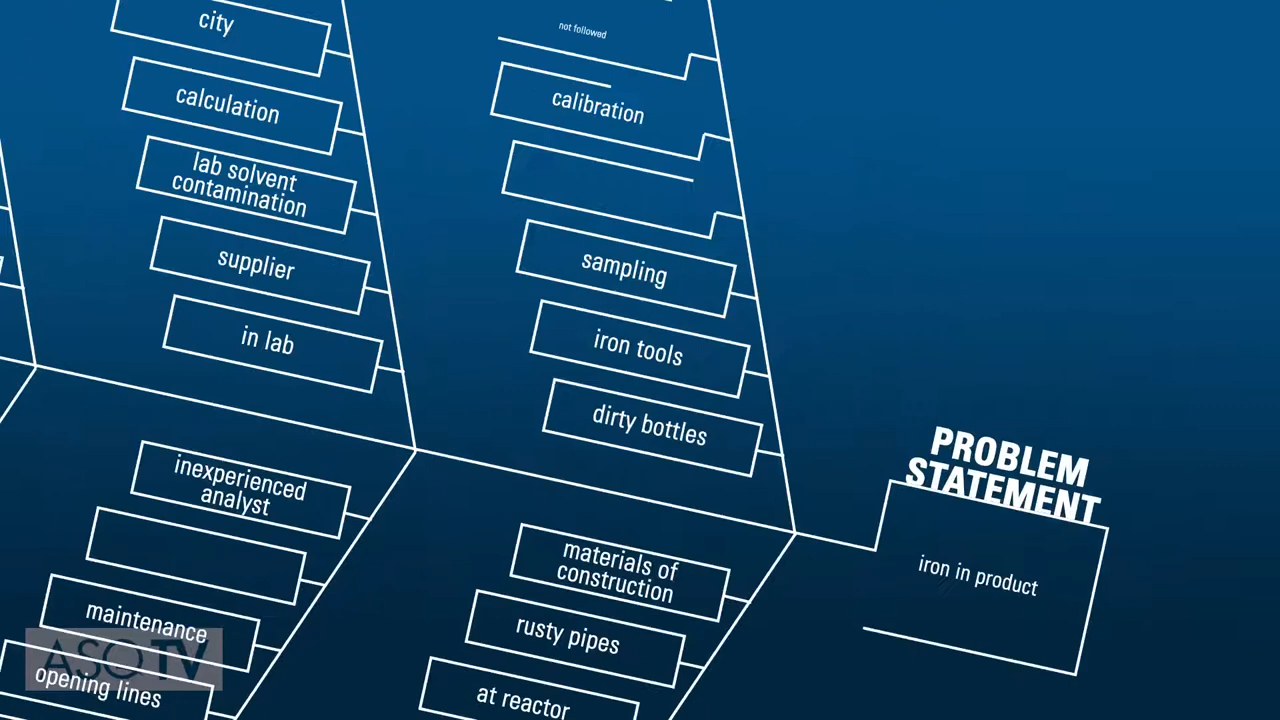 city
calculation
lab solvent
contamination
supplier
in lab
not followed
calibration
sampling
iron tools
dirty bottles
inexperienced
analyst
maintenance
opening lines
materials of
construction
rusty pipes
at reactor
PROBLEM
STATEMENT
iron in product
ASQ TV